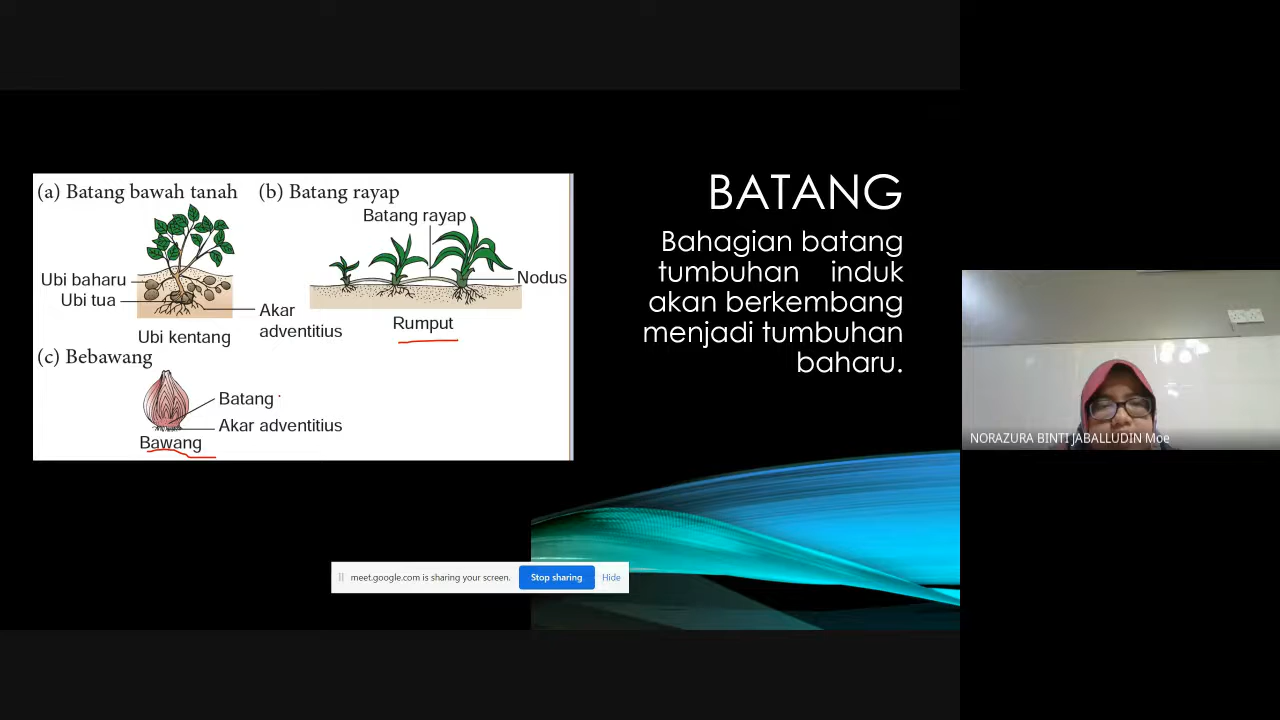 (a) Batang bawah tanah
(b) Batang rayap
Batang rayap
Ubi baharu
Ubi tua
Nodus
Akar
adventitius
Ubi kentang
Rumput
(c) Bebawang
Batang
Akar adventitius
Bawang
BATANG
Bahagian batang
tumbuhan induk
akan berkembang
menjadi tumbuhan
baharu.
NORAZURA BINTI JABALLUDIN Moe
meet.google.com is sharing your screen.
Stop sharing
Hide